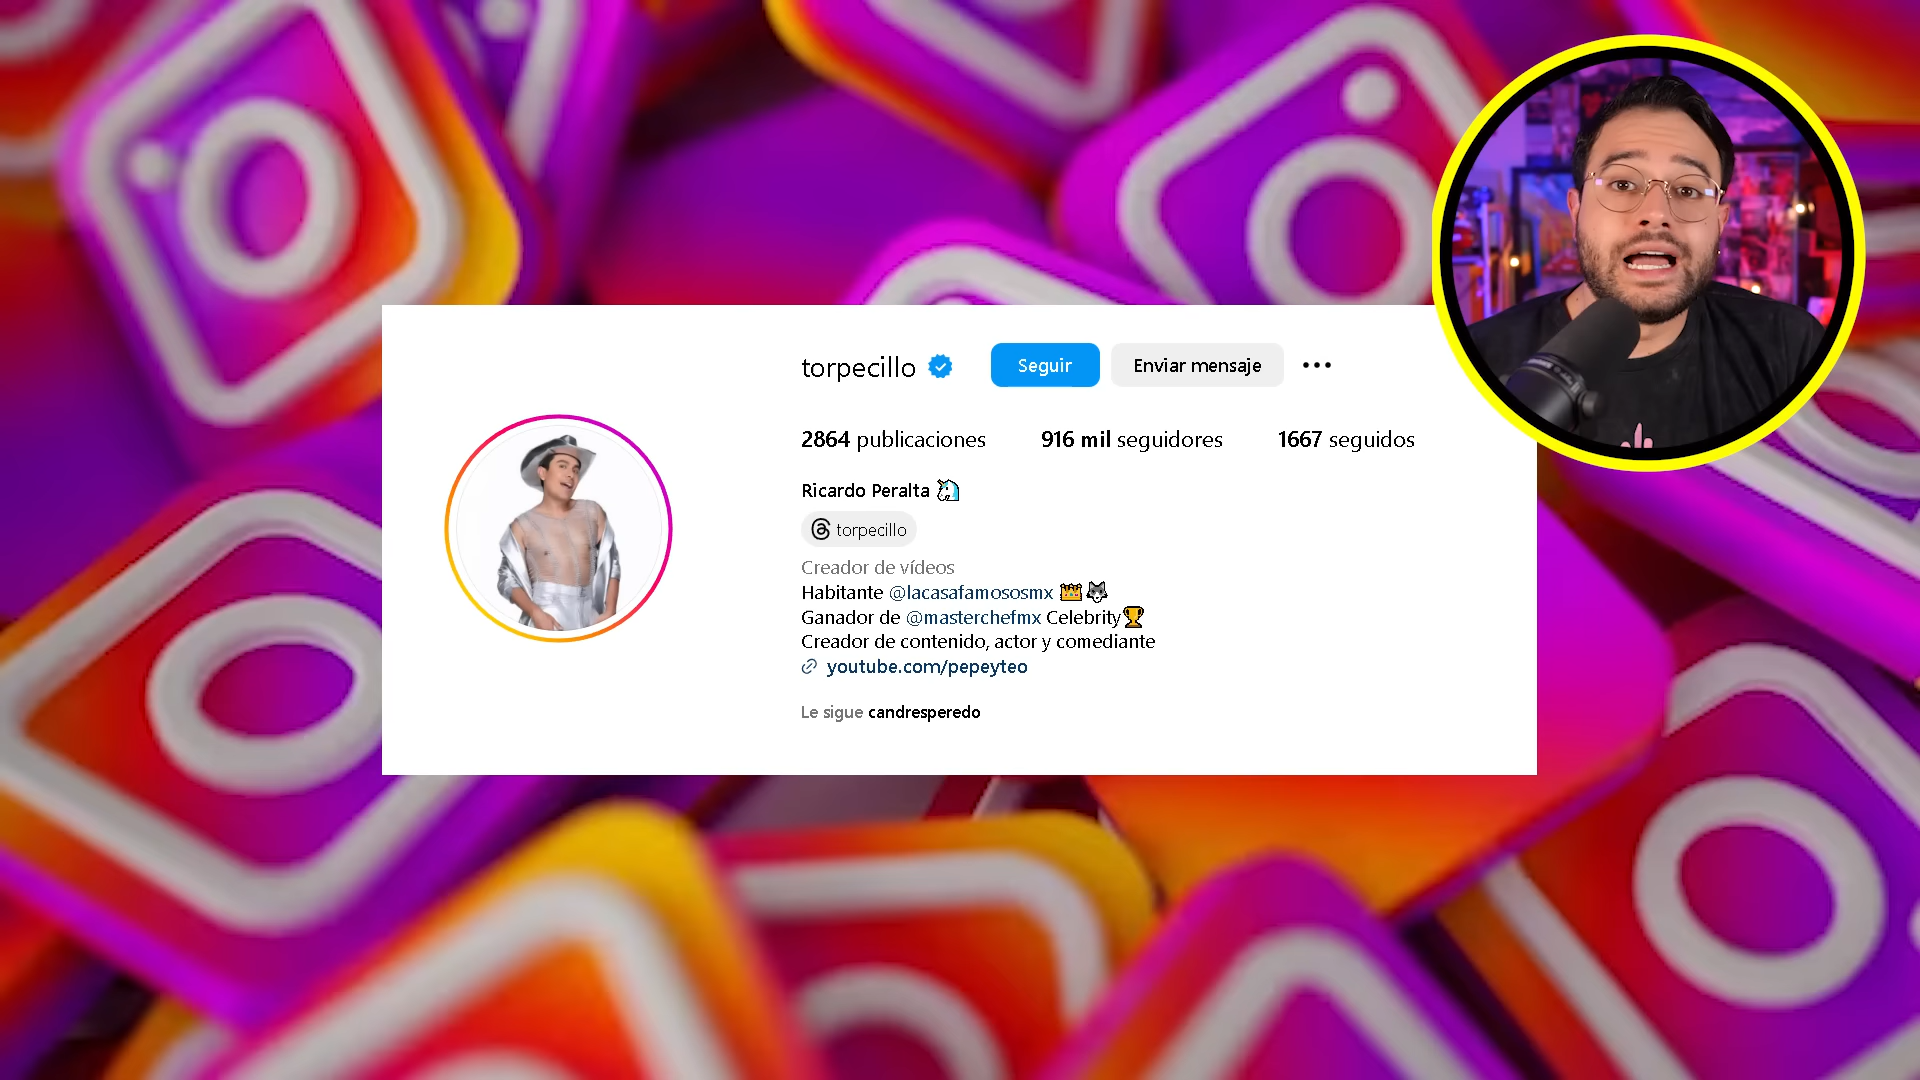 torpecillo Seguir Enviar mensaje
2864 publicaciones 916 mil seguidores 1667 seguidos
Ricardo Peralta
torpecillo
Creador de vídeos
Habitante @lacasafamososmx
Ganador de @masterchefmx Celebrity
Creador de contenido, actor y comediante
youtube.com/pepeyteo
Le sigue candresperedo